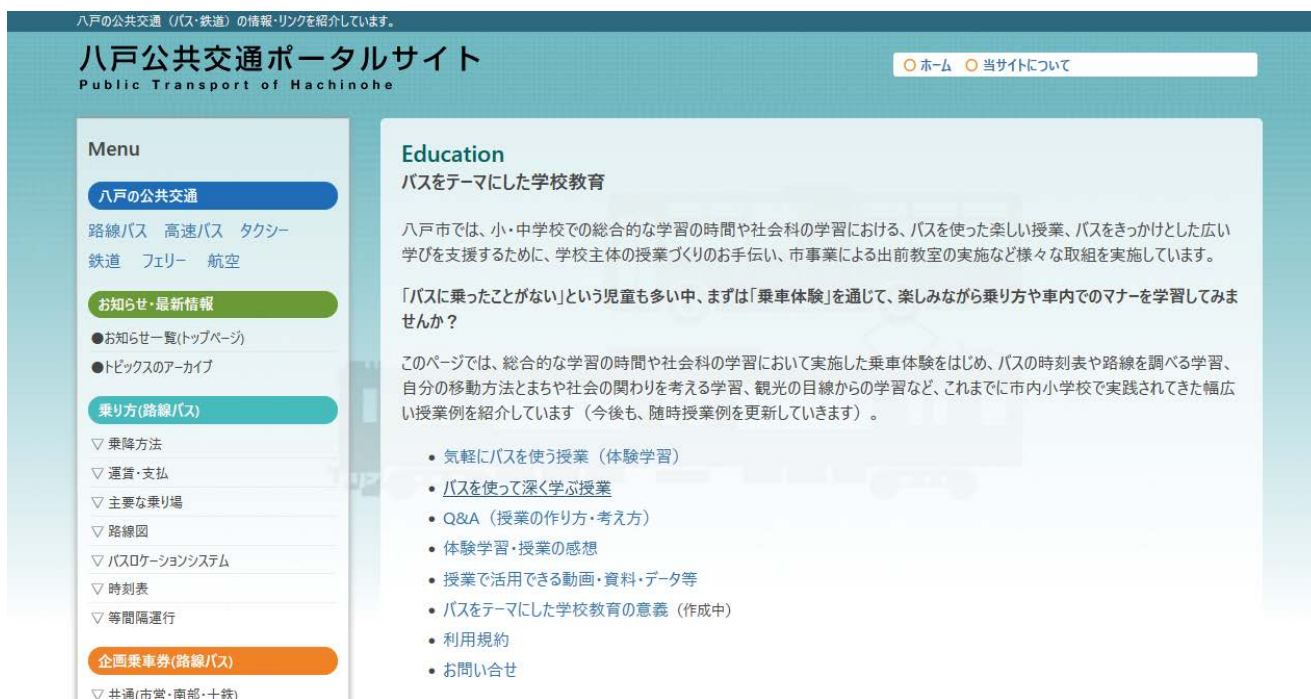 八戸の公共交通（バス・鉄道）の情報・リンクを紹介しています。
八戸公共交通ポータルサイト
Public Transport of Hachinohe
ホーム 当サイトについて
Menu
八戸の公共交通
路線バス 高速バス タクシー
鉄道 フェリー 航空
お知らせ・最新情報
●お知らせ一覧(トップページ)
●トピックスのアーカイブ
乗り方(路線バス)
▽ 乗降方法
▽ 運賃・支払
▽ 主要な乗り場
▽ 路線図
▽ バスロケーションシステム
▽ 時刻表
▽ 等間隔運行
企画乗車券(路線バス)
▽ 共通(市営・南部・十鉄)
Education
バスをテーマにした学校教育
八戸市では、小・中学校での総合的な学習の時間や社会科の学習における、バスを使った楽しい授業、バスをきっかけとした広い
学びを支援するために、学校主体の授業づくりのお手伝い、市事業による出前教室の実施など様々な取組を実施しています。
「バスに乗ったことがない」という児童も多い中、まずは「乗車体験」を通じて、楽しみながら乗り方や車内でのマナーを学習してみま
せんか？
このページでは、総合的な学習の時間や社会科の学習において実施した乗車体験をはじめ、バスの時刻表や路線を調べる学習、
自分の移動方法とまちや社会の関わりを考える学習、観光の目線からの学習など、これまでに市内小学校で実践されてきた幅広
い授業例を紹介しています（今後も、随時授業例を更新していきます）。
• 気軽にバスを使う授業（体験学習）
• バスを使って深く学ぶ授業
• Q&A（授業の作り方・考え方）
• 体験学習・授業の感想
• 授業で活用できる動画・資料・データ等
• バスをテーマにした学校教育の意義（作成中）
• 利用規約
• お問い合せ